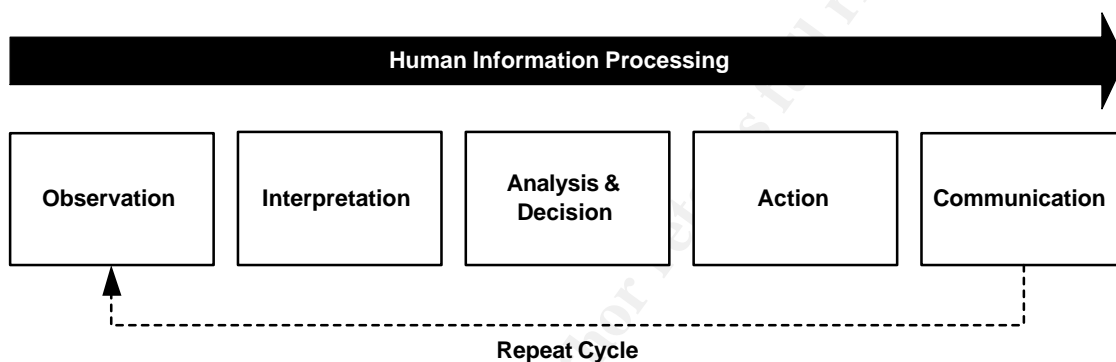 Human Information Processing
Observation
Interpretation
Analysis &
Decision
Action
Communication
Repeat Cycle